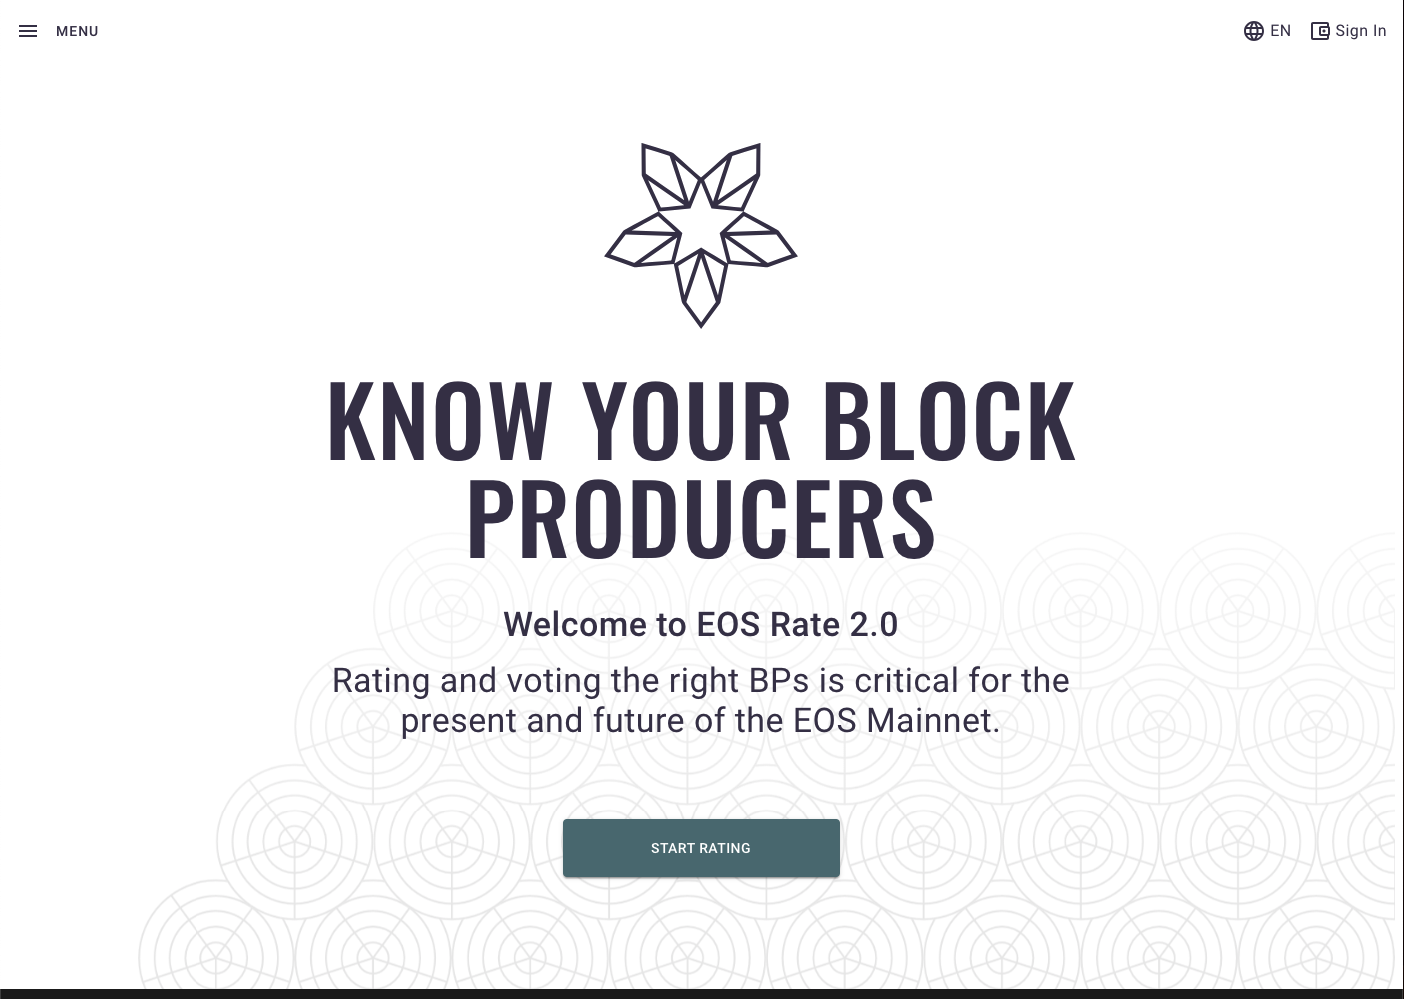 MENU
EN
Sign In
KNOW YOUR BLOCK
PRODUCERS
Welcome to EOS Rate 2.0
Rating and voting the right BPs is critical for the
present and future of the EOS Mainnet.
START RATING